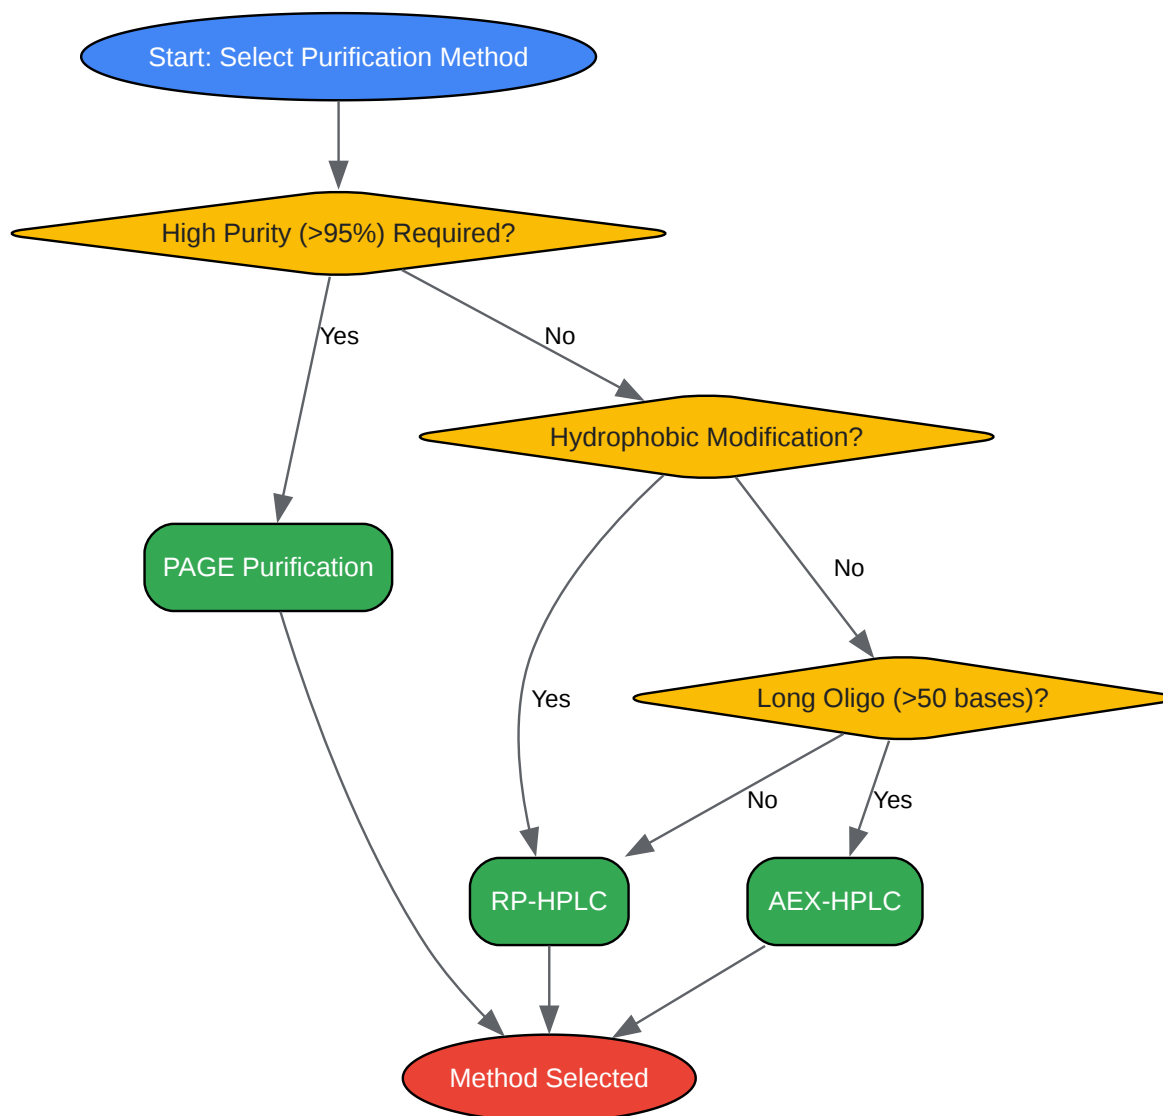 Start: Select Purification Method
High Purity (>95%) Required?
Yes
No
Hydrophobic Modification?
PAGE Purification
No
Yes
Long Oligo (>50 bases)?
No
Yes
RP-HPLC
AEX-HPLC
Method Selected